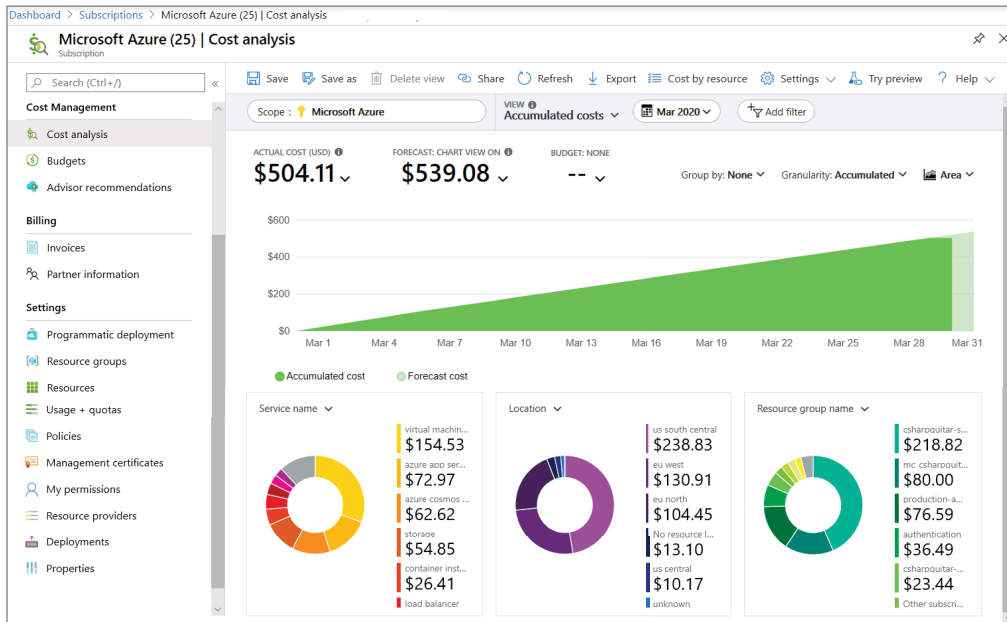 Dashboard > Subscriptions > Microsoft Azure (25) | Cost analysis
Microsoft Azure (25) | Cost analysis
Subscription
Search (Ctrl+/)
«
Cost Management
Cost analysis
Budgets
Advisor recommendations
Billing
Invoices
Partner information
Settings
Programmatic deployment
Resource groups
Resources
Usage + quotas
Policies
Management certificates
My permissions
Resource providers
Deployments
Properties
Save Save as Delete view Share Refresh Export Cost by resource Settings Try preview ? Help
Scope : Microsoft Azure
VIEW
Accumulated costs
Mar 2020
Add filter
ACTUAL COST (USD)
$504.11
FORECAST: CHART VIEW ON
$539.08
BUDGET: NONE
--
Group by: None Granularity: Accumulated Area
$600
$400
$200
$0
Mar 1 Mar 4 Mar 7 Mar 10 Mar 13 Mar 16 Mar 19 Mar 22 Mar 25 Mar 28 Mar 31
Accumulated cost Forecast cost
Service name
virtual machin...
$154.53
azure app ser...
$72.97
azure cosmos ...
$62.62
storage
$54.85
container inst...
$26.41
load balancer
Location
us south central
$238.83
eu west
$130.91
eu north
$104.45
No resource l...
$13.10
us central
$10.17
unknown
Resource group name
csharpguitar-s...
$218.82
mc_csharpguit...
$80.00
production-a...
$76.59
authentication
$36.49
csharpguitar-...
$23.44
Other subscri...